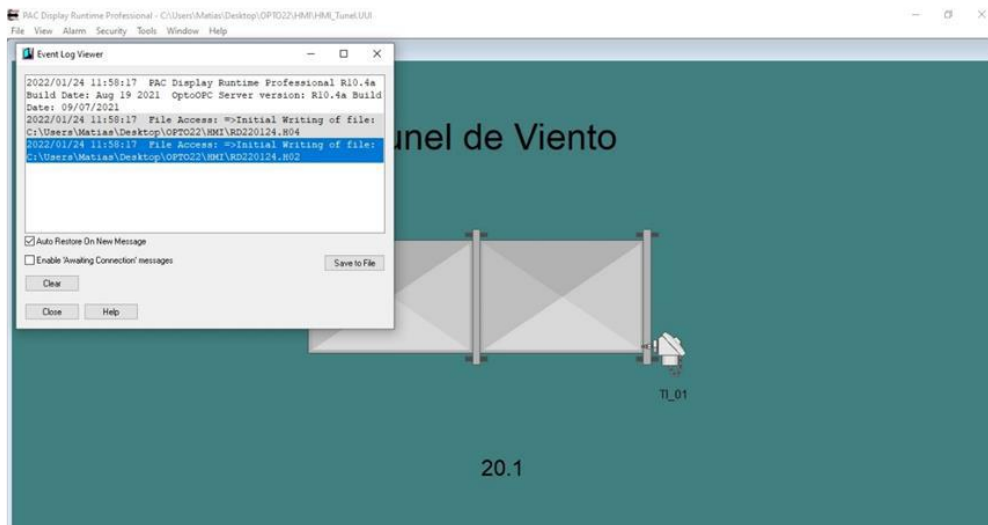 PAC Display Runtime Professional - C:\Users\Matias\Desktop\OPTO22\HMI\HMI_Tunel.UUI
File View Alarm Security Tools Window Help
Event Log Viewer
2022/01/24 11:58:17 PAC Display Runtime Professional R10.4a
Build Date: Aug 19 2021 OptoOPC Server version: R10.4a Build
Date: 09/07/2021
2022/01/24 11:58:17 File Access: =>Initial Writing of file:
C:\Users\Matias\Desktop\OPTO22\HMI\RD220124.H04
2022/01/24 11:58:17 File Access: =>Initial Writing of file:
C:\Users\Matias\Desktop\OPTO22\HMI\RD220124.H02
Auto Restore On New Message
Enable 'Awaiting Connection' messages
Save to File
Clear
Close Help
unel de Viento
TI_01
20.1